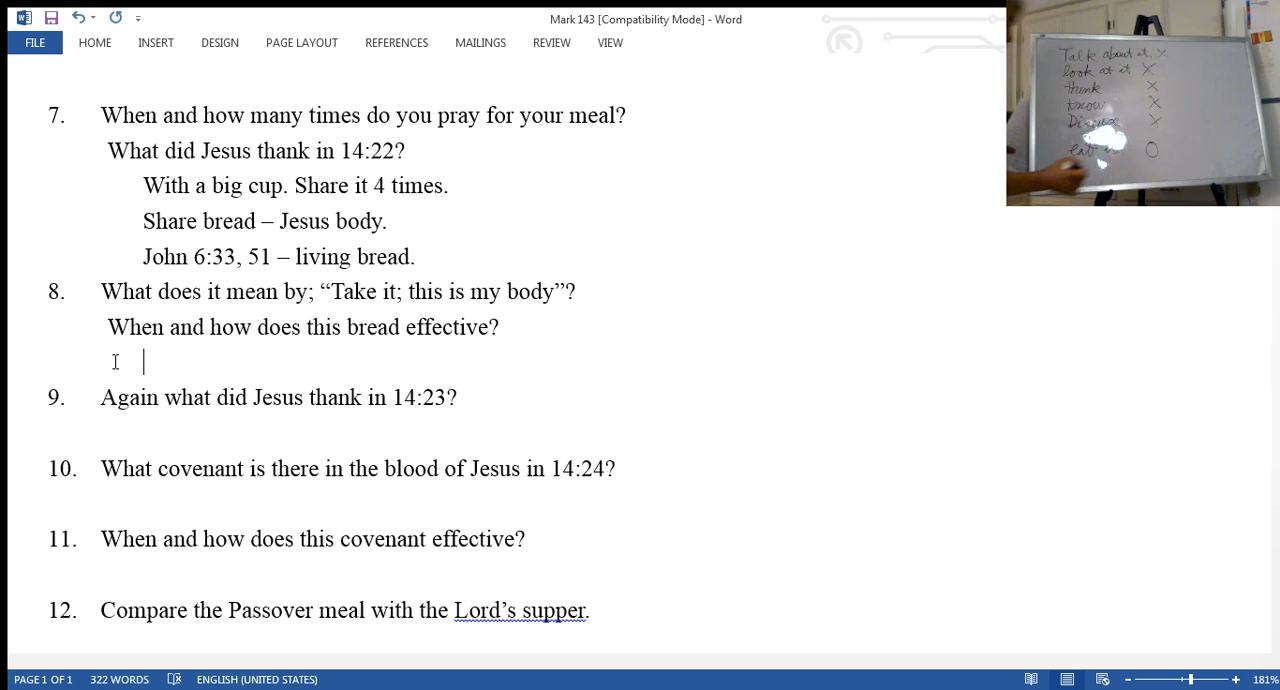 Mark 143 [Compatibility Mode] - Word
FILE HOME INSERT DESIGN PAGE LAYOUT REFERENCES MAILINGS REVIEW VIEW
Talk about it. X
look at it X
think X
know X
Discuss X
eat it O
7. When and how many times do you pray for your meal?
What did Jesus thank in 14:22?
With a big cup. Share it 4 times.
Share bread – Jesus body.
John 6:33, 51 – living bread.
8. What does it mean by; “Take it; this is my body”?
When and how does this bread effective?
9. Again what did Jesus thank in 14:23?
10. What covenant is there in the blood of Jesus in 14:24?
11. When and how does this covenant effective?
12. Compare the Passover meal with the Lord’s supper.
PAGE 1 OF 1 322 WORDS ENGLISH (UNITED STATES) 181%